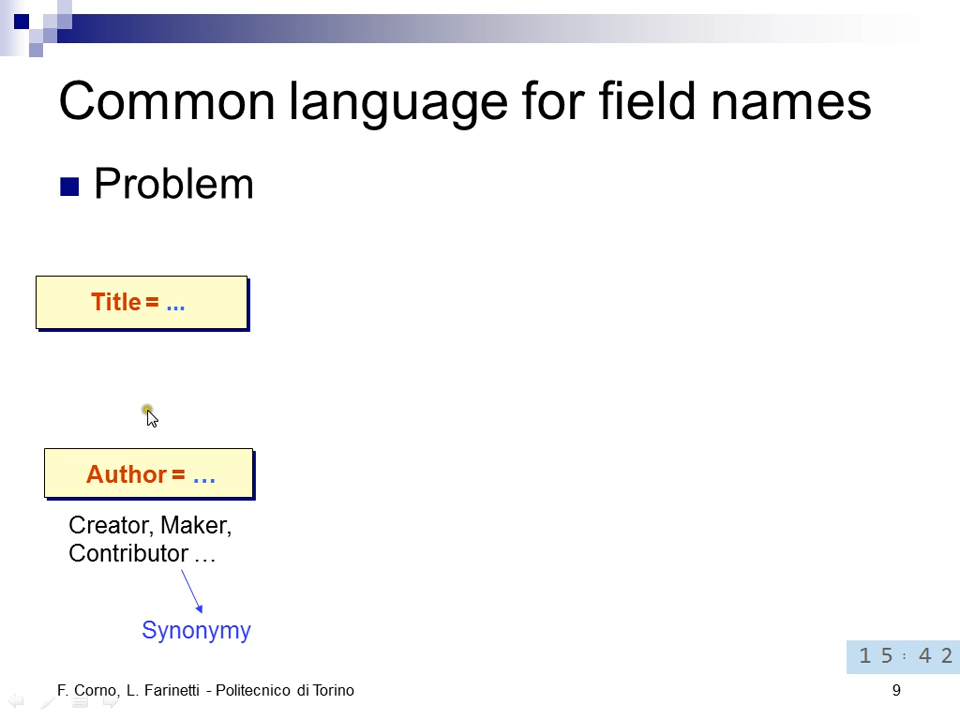 Common language for field names
Problem
Title = ...
Author = …
Creator, Maker,
Contributor …
Synonymy
15:42
F. Corno, L. Farinetti - Politecnico di Torino
9